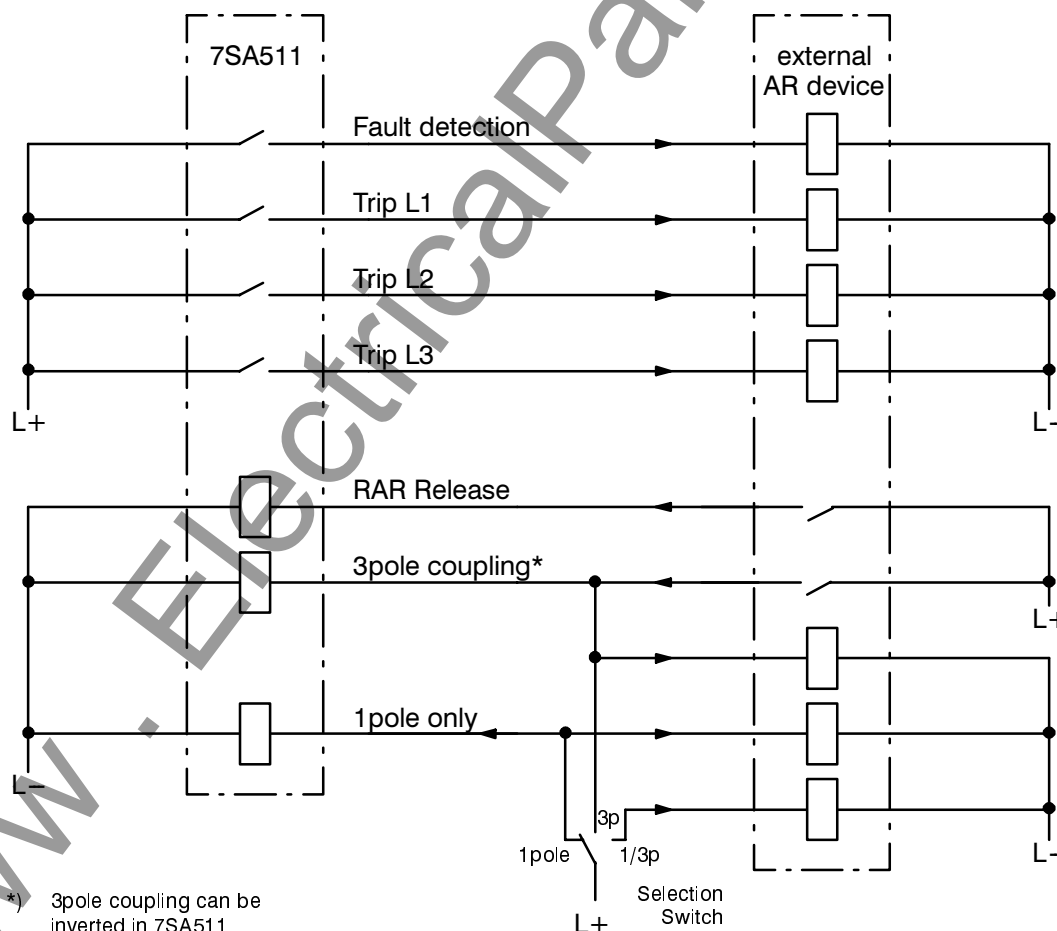 7SA511
external
AR device
Fault detection
Trip L1
Trip L2
Trip L3
L+
L-
RAR Release
3pole coupling*
L+
1pole only
L-
3p
1pole
1/3p
L-
Selection
Switch
L+
*) 3pole coupling can be
inverted in 7SA511
w . ElectricalPa